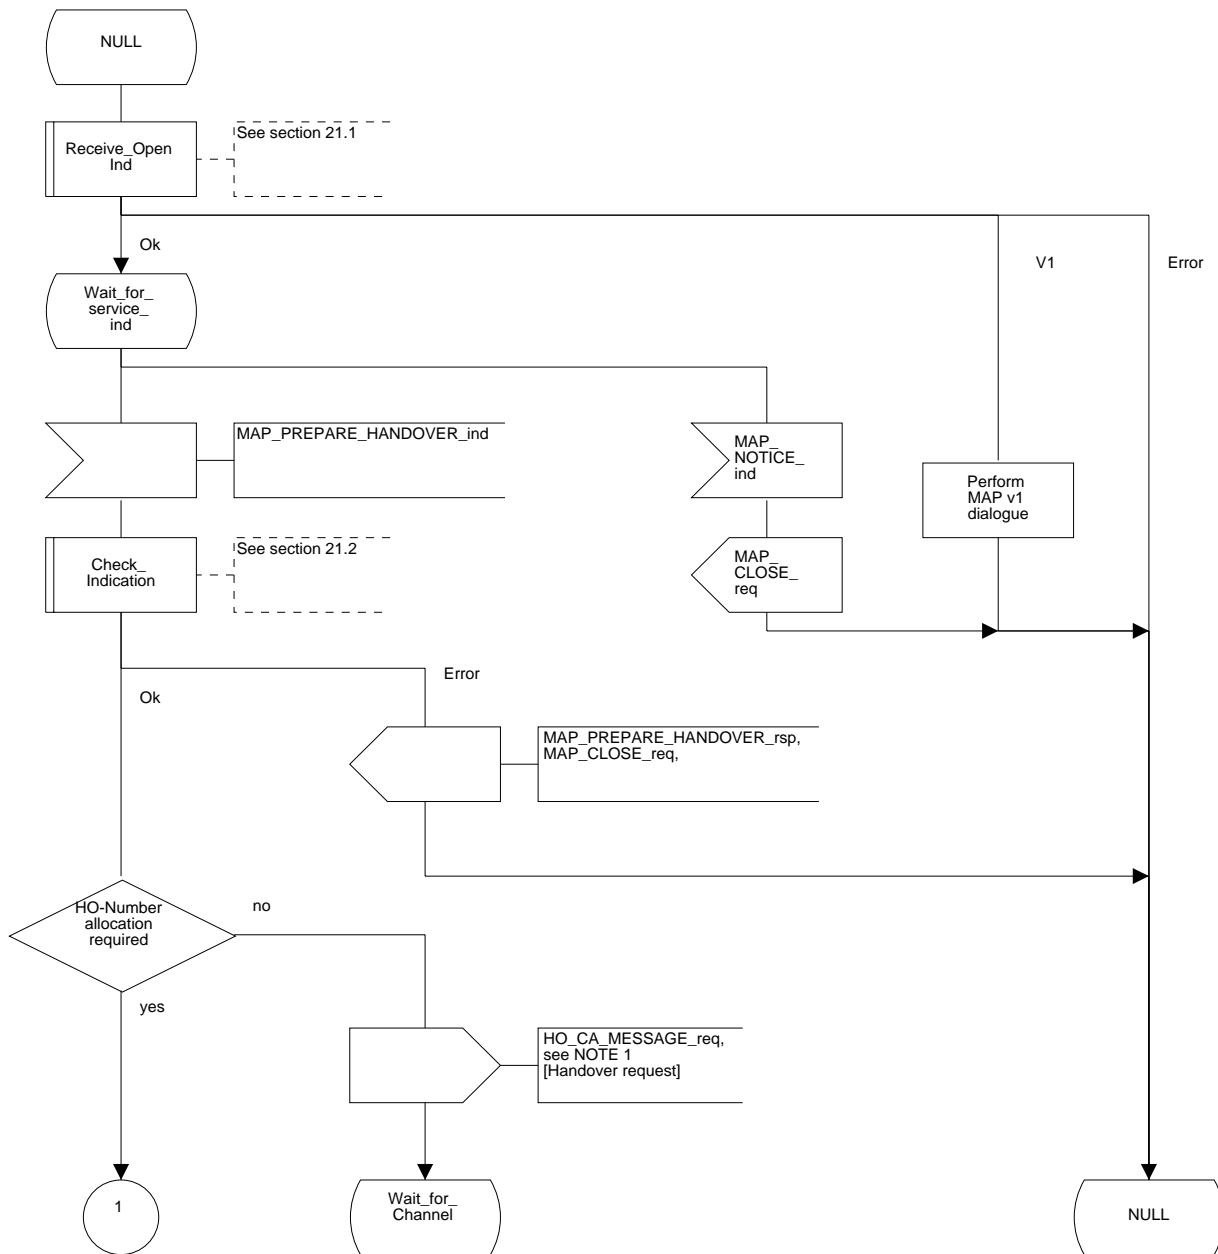 NULL
Receive_Open
Ind
See section 21.1
Ok
V1
Error
Wait_for_
service_
ind
MAP_PREPARE_HANDOVER_ind
MAP_
NOTICE_
ind
Perform
MAP v1
dialogue
Check_
Indication
See section 21.2
MAP_
CLOSE_
req
Error
Ok
MAP_PREPARE_HANDOVER_rsp,
MAP_CLOSE_req,
HO-Number
allocation
required
no
yes
HO_CA_MESSAGE_req,
see NOTE 1
[Handover request]
1
Wait_for_
Channel
NULL